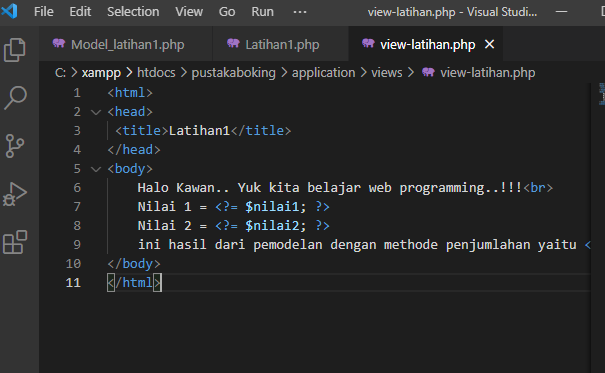 File Edit Selection View Go Run ... view-latihan.php - Visual Studi...
Model_latihan1.php Latihan1.php view-latihan.php
C: > xampp > htdocs > pustakaboking > application > views > view-latihan.php
1 <html>
2 <head>
3 <title>Latihan1</title>
4 </head>
5 <body>
6 Halo Kawan.. Yuk kita belajar web programming..!!!<br>
7 Nilai 1 = <?= $nilai1; ?>
8 Nilai 2 = <?= $nilai2; ?>
9 ini hasil dari pemodelan dengan methode penjumlahan yaitu <
10 </body>
11 </html>